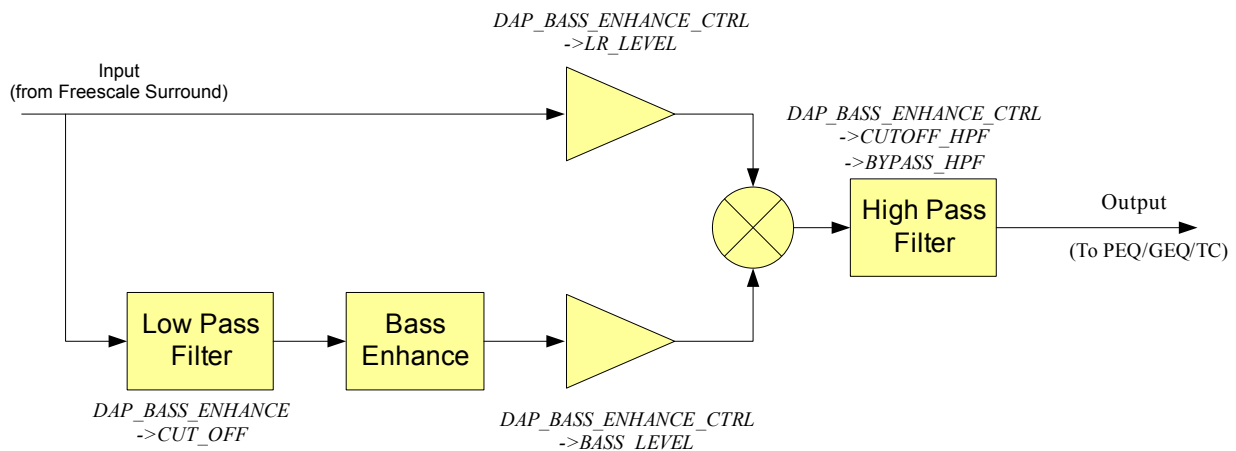 DAP_BASS_ENHANCE_CTRL
->LR_LEVEL
Input
(from Freescale Surround)
DAP_BASS_ENHANCE_CTRL
->CUTOFF_HPF
->BYPASS_HPF
High Pass
Filter
Output
(To PEQ/GEQ/TC)
Low Pass
Filter
Bass
Enhance
DAP_BASS_ENHANCE
->CUT_OFF
DAP_BASS_ENHANCE_CTRL
->BASS_LEVEL